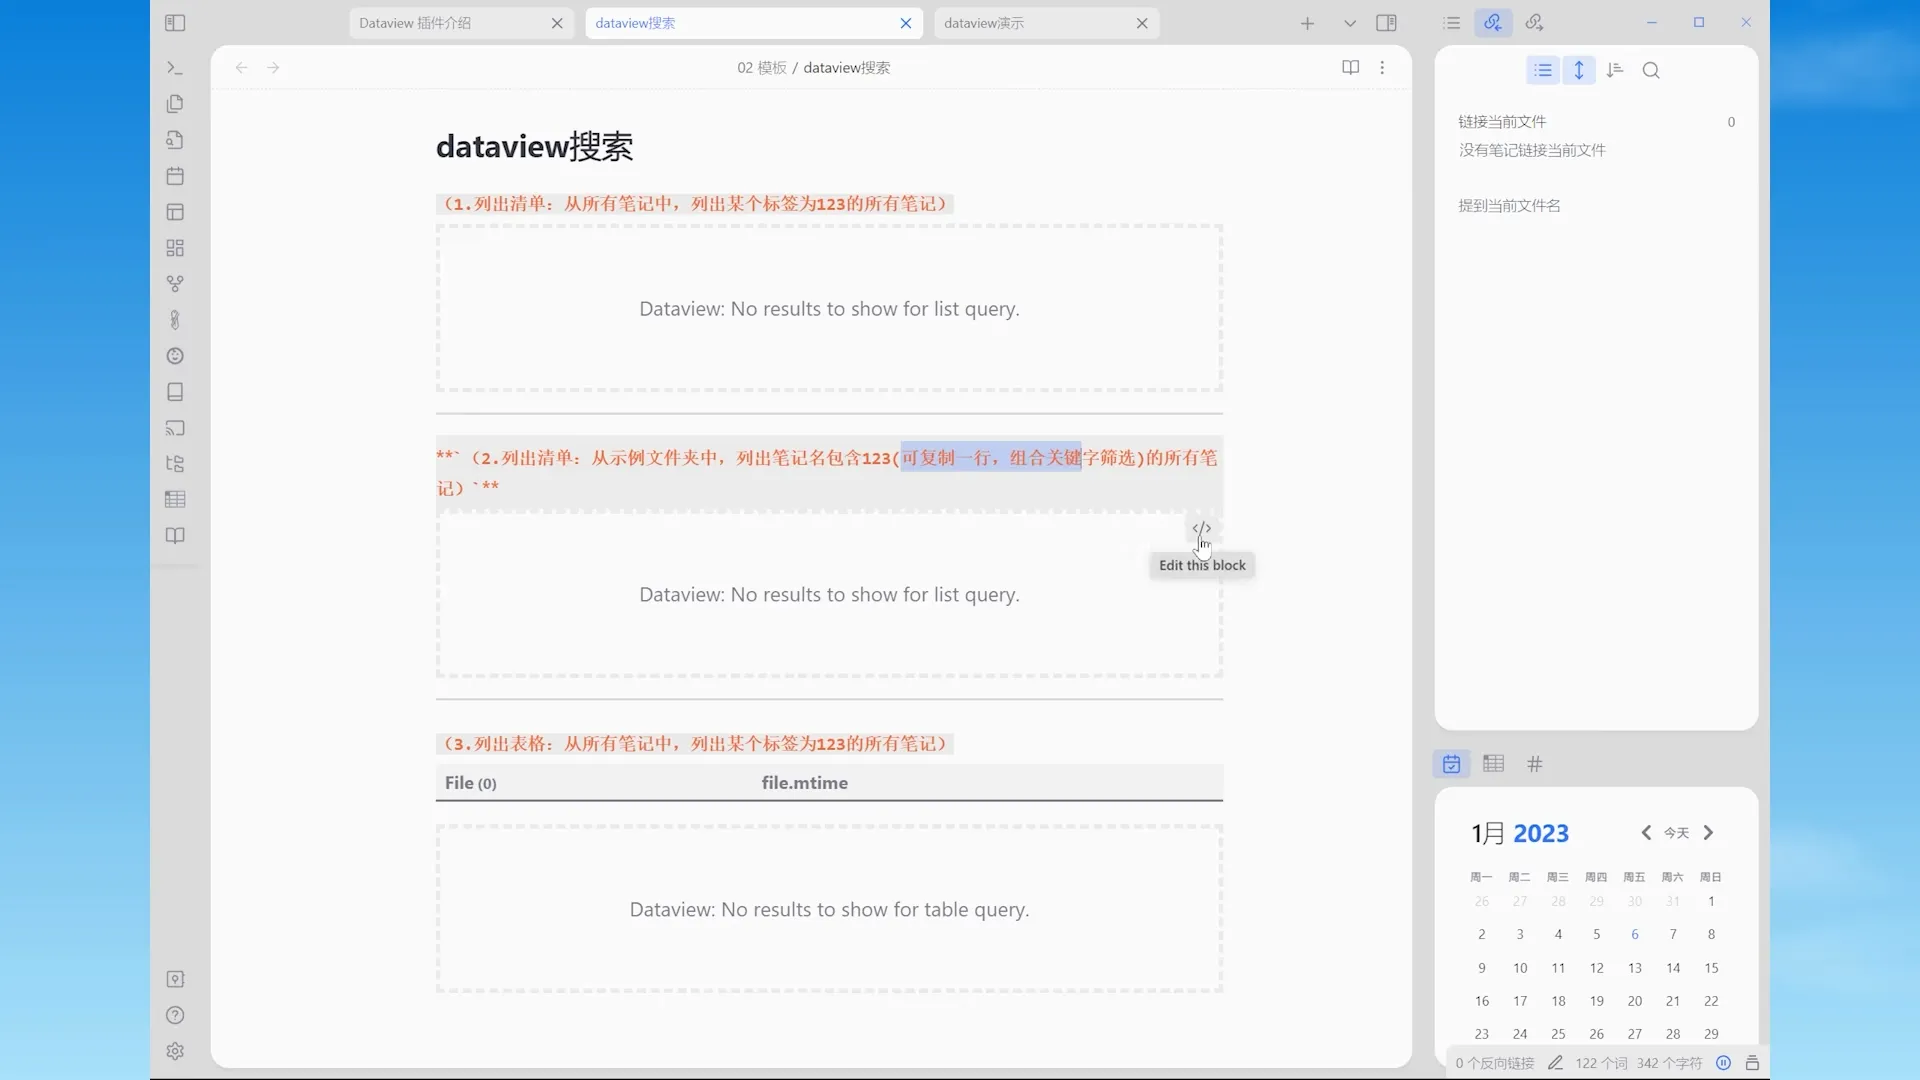 Dataview 插件介绍
dataview搜索
dataview演示
02 模板 / dataview搜索
dataview搜索
（1.列出清单：从所有笔记中，列出某个标签为123的所有笔记）
Dataview: No results to show for list query.
**`（2.列出清单：从示例文件夹中，列出笔记名包含123(可复制一行，组合关键字筛选)的所有笔
记）`**
Edit this block
Dataview: No results to show for list query.
（3.列出表格：从所有笔记中，列出某个标签为123的所有笔记）
File (0) file.mtime
Dataview: No results to show for table query.
链接当前文件 0
没有笔记链接当前文件
提到当前文件名
1月 2023 今天
周一 周二 周三 周四 周五 周六 周日
26 27 28 29 30 31 1
2 3 4 5 6 7 8
9 10 11 12 13 14 15
16 17 18 19 20 21 22
23 24 25 26 27 28 29
0 个反向链接 122 个词 342 个字符